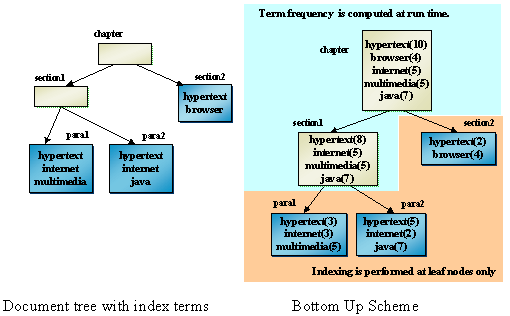 chapter
section1
section2
hypertext
browser
para1
para2
hypertext
internet
multimedia
hypertext
internet
java
Document tree with index terms
Term frequency is computed at run time.
chapter
hypertext(10)
browser(4)
internet(5)
multimedia(5)
java(7)
section1
section2
hypertext(8)
internet(5)
multimedia(5)
java(7)
hypertext(2)
browser(4)
para1
para2
hypertext(3)
internet(3)
multimedia(5)
hypertext(5)
internet(2)
java(7)
Indexing is performed at leaf nodes only
Bottom Up Scheme